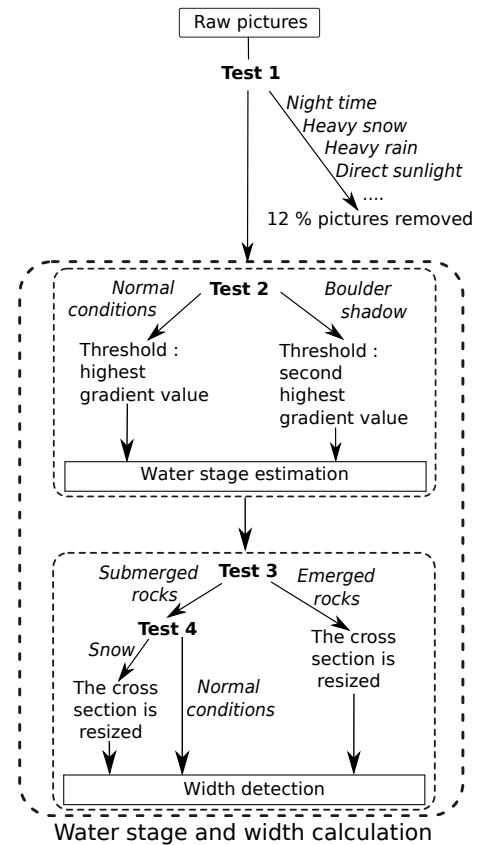 Raw pictures
Test 1
Night time
Heavy snow
Heavy rain
Direct sunlight
....
12 % pictures removed
Test 2
Normal
conditions
Boulder
shadow
Threshold :
highest
gradient value
Threshold :
second
highest
gradient value
Water stage estimation
Test 3
Submerged
rocks
Emerged
rocks
Test 4
Snow
The cross
section is
resized
Normal
conditions
The cross
section is
resized
Width detection
Water stage and width calculation